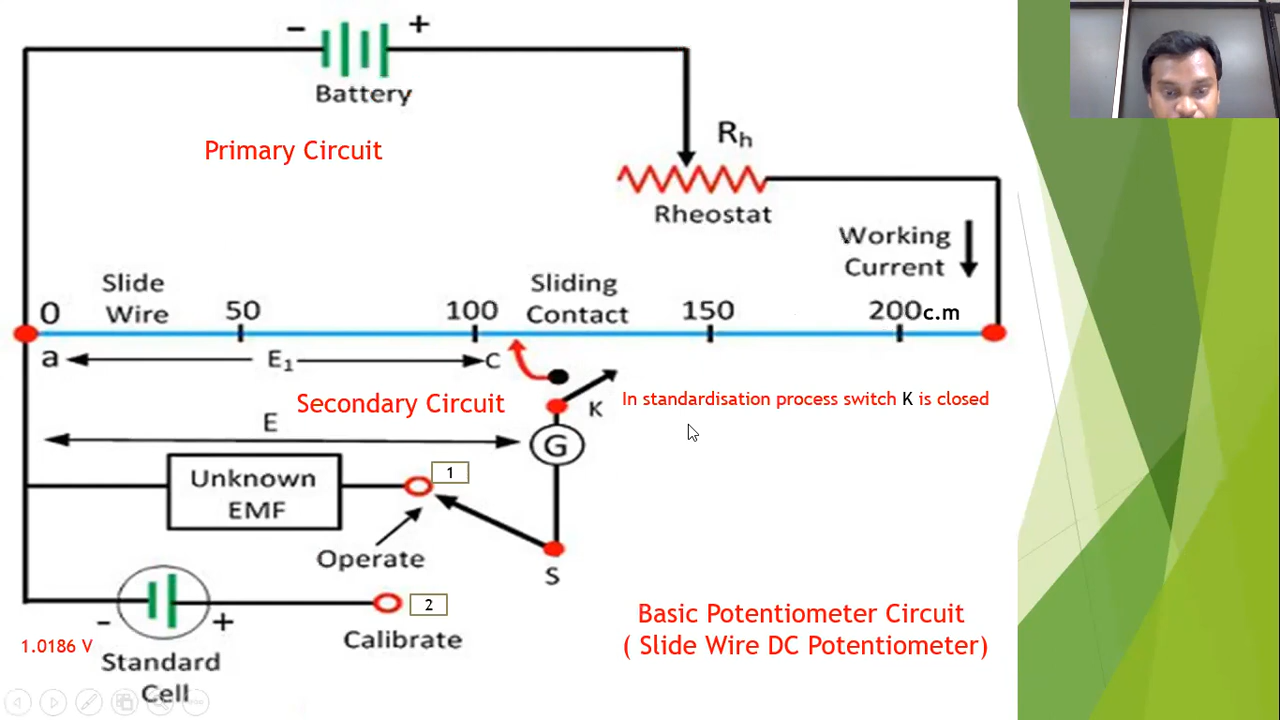 - +
Battery
Primary Circuit
Rh
Rheostat
Working
Current
Slide
Wire
Sliding
Contact
0 50 100 150 200c.m
a E1 C
Secondary Circuit
K
In standardisation process switch K is closed
E
G
Unknown
EMF
1
Operate
S
2
- +
Calibrate
1.0186 V
Standard
Cell
Basic Potentiometer Circuit
( Slide Wire DC Potentiometer)